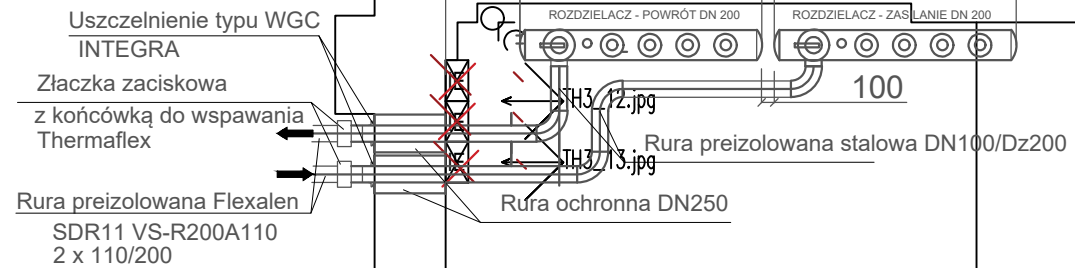 ROZDZIELACZ - POWRÓT DN 200
ROZDZIELACZ - ZASILANIE DN 200
Uszczelnienie typu WGC
INTEGRA
Złaczka zaciskowa
z końcówką do wspawania
Thermaflex
100
TH3_12.jpg
Rura preizolowana stalowa DN100/Dz200
TH3_13.jpg
Rura preizolowana Flexalen
SDR11 VS-R200A110
2 x 110/200
Rura ochronna DN250